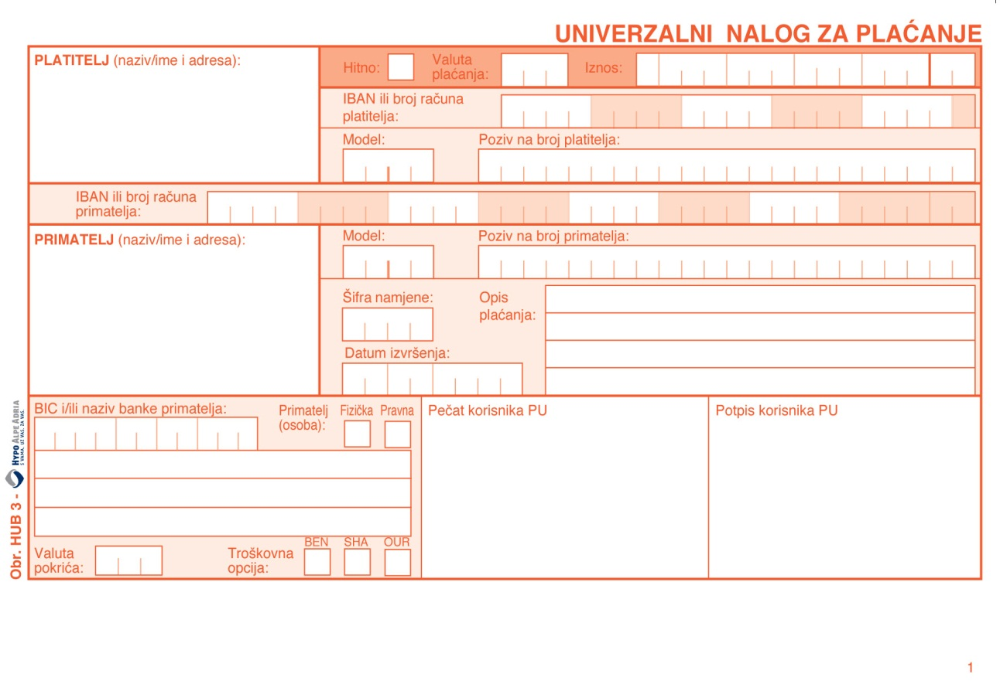 UNIVERZALNI NALOG ZA PLAĆANJE
PLATITELJ (naziv/ime i adresa):
Hitno:
Valuta
plaćanja:
Iznos:
IBAN ili broj računa
platitelja:
Model:
Poziv na broj platitelja:
IBAN ili broj računa
primatelja:
PRIMATELJ (naziv/ime i adresa):
Model:
Poziv na broj primatelja:
Šifra namjene:
Opis
plaćanja:
Datum izvršenja:
BIC i/ili naziv banke primatelja:
Primatelj
(osoba):
Fizička
Pravna
Pečat korisnika PU
Potpis korisnika PU
Valuta
pokrića:
Troškovna
opcija:
BEN
SHA
OUR
Obr. HUB 3 -
HYPO ALPE ADRIA
S VAMA. UZ VAS. ZA VAS.
1